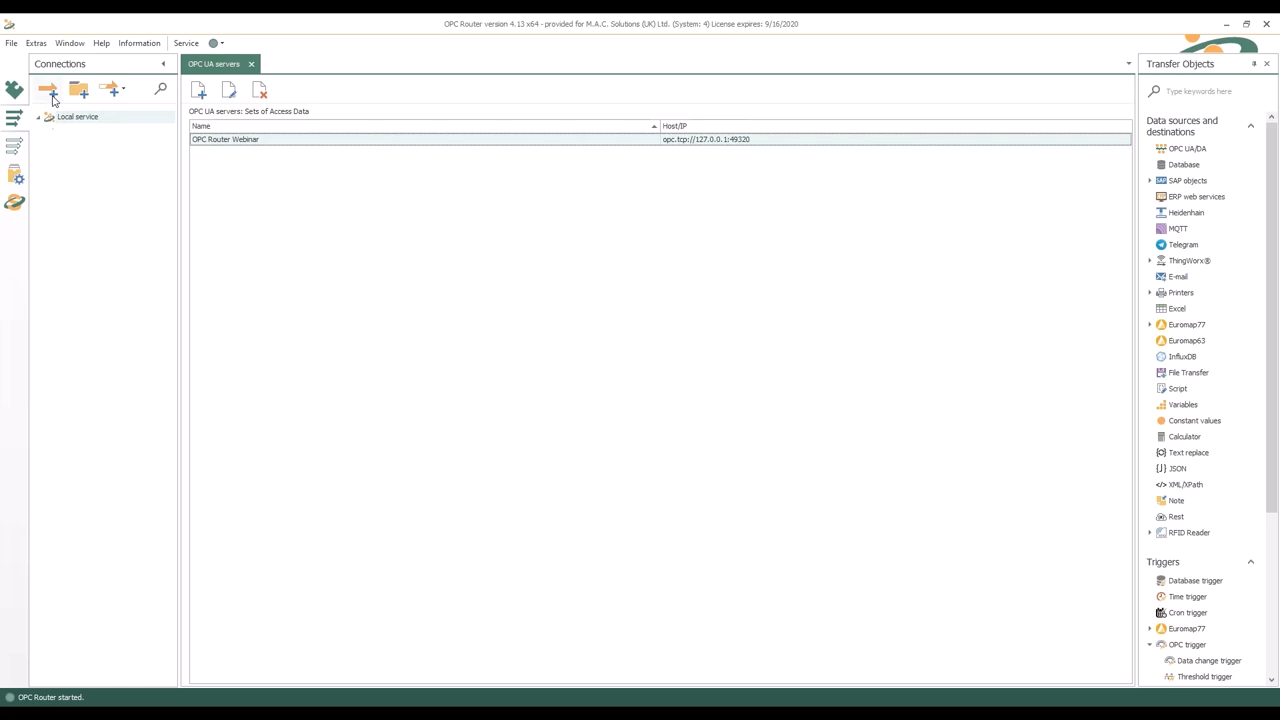 OPC Router version 4.13 x64 - provided for M.A.C. Solutions (UK) Ltd. (System: 4) License expires: 9/16/2020
File Extras Window Help Information Service
Connections
Local service
OPC UA servers
OPC UA servers: Sets of Access Data
Name Host/IP
OPC Router Webinar opc.tcp://127.0.0.1:49320
Transfer Objects
Type keywords here
Data sources and
destinations
OPC UA/DA
Database
SAP objects
ERP web services
Heidenhain
MQTT
Telegram
ThingWorx®
E-mail
Printers
Excel
Euromap77
Euromap63
InfluxDB
File Transfer
Script
Variables
Constant values
Calculator
Text replace
JSON
XML/XPath
Note
Rest
RFID Reader
Triggers
Database trigger
Time trigger
Cron trigger
Euromap77
OPC trigger
Data change trigger
Threshold trigger
OPC Router started.